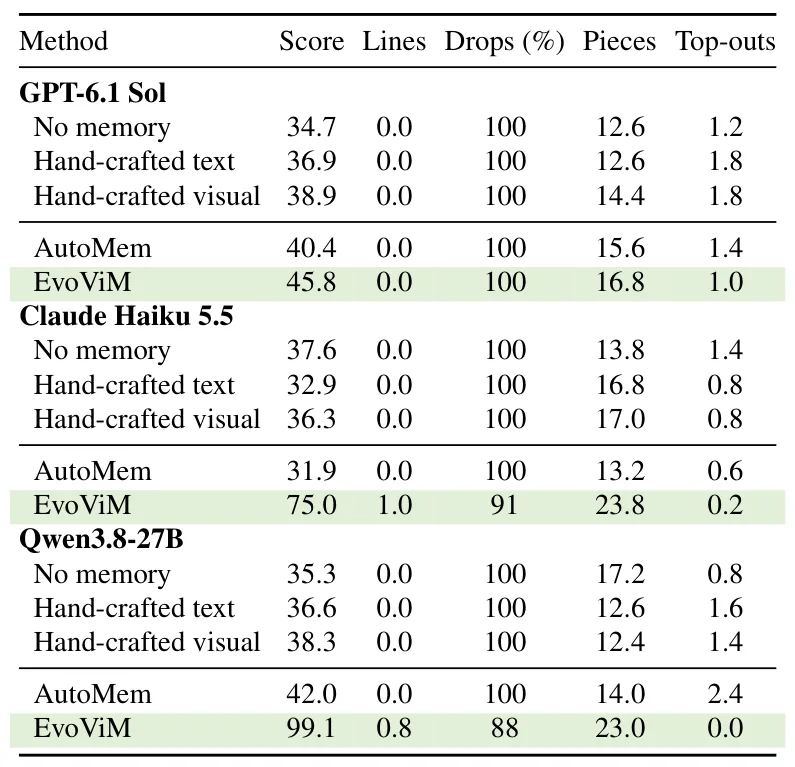 Method Score Lines Drops (%) Pieces Top-outs
GPT-6.1 Sol
No memory 34.7 0.0 100 12.6 1.2
Hand-crafted text 36.9 0.0 100 12.6 1.8
Hand-crafted visual 38.9 0.0 100 14.4 1.8
AutoMem 40.4 0.0 100 15.6 1.4
EvoViM 45.8 0.0 100 16.8 1.0
Claude Haiku 5.5
No memory 37.6 0.0 100 13.8 1.4
Hand-crafted text 32.9 0.0 100 16.8 0.8
Hand-crafted visual 36.3 0.0 100 17.0 0.8
AutoMem 31.9 0.0 100 13.2 0.6
EvoViM 75.0 1.0 91 23.8 0.2
Qwen3.8-27B
No memory 35.3 0.0 100 17.2 0.8
Hand-crafted text 36.6 0.0 100 12.6 1.6
Hand-crafted visual 38.3 0.0 100 12.4 1.4
AutoMem 42.0 0.0 100 14.0 2.4
EvoViM 99.1 0.8 88 23.0 0.0